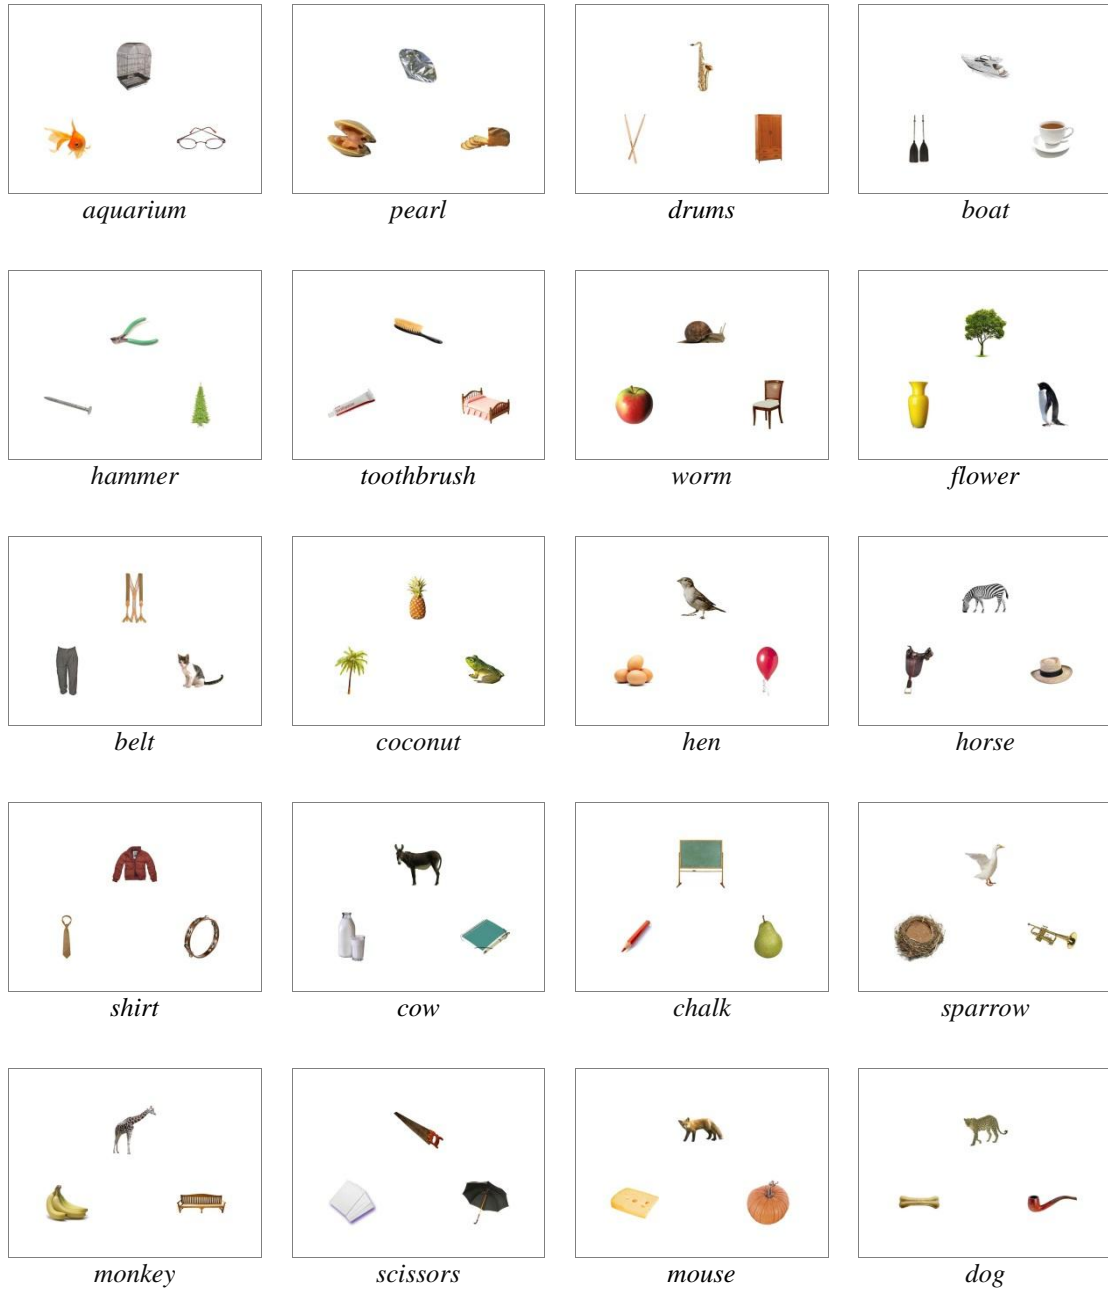 aquarium pearl drums boat
hammer toothbrush worm flower
belt coconut hen horse
shirt cow chalk sparrow
monkey scissors mouse dog